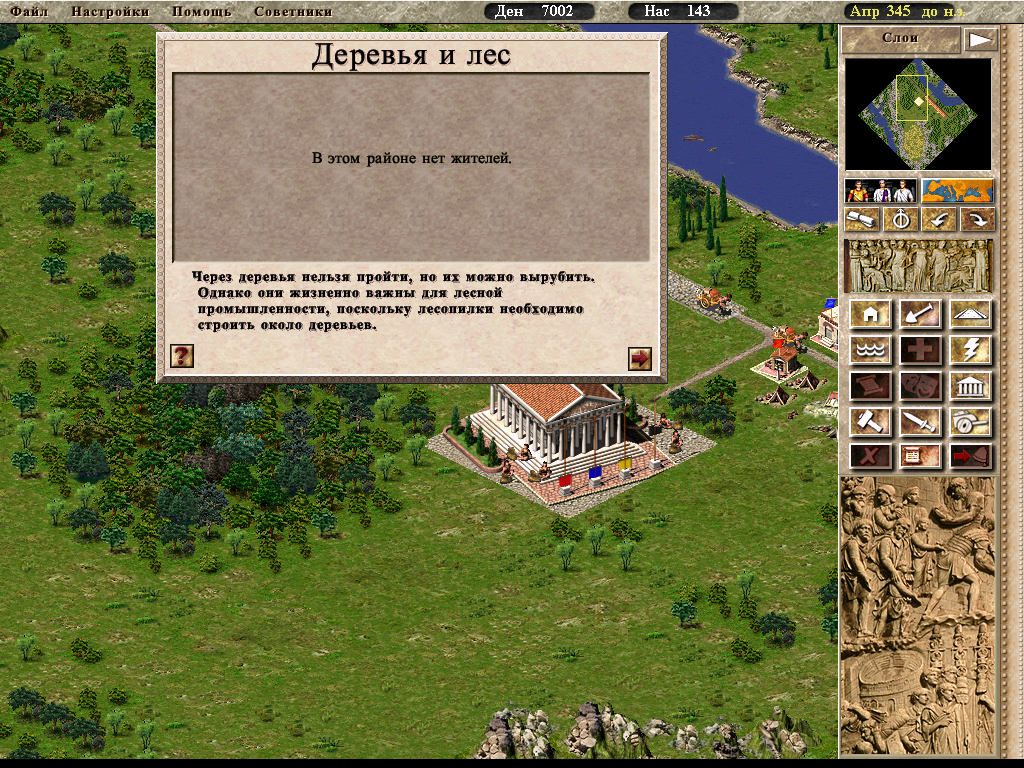 Файл Настройки Помощь Советники Ден 7002 Нас 143 Апр 345 до н.э.
Слои
Деревья и лес
В этом районе нет жителей.
Через деревья нельзя пройти, но их можно вырубить.
Однако они жизненно важны для лесной
промышленности, поскольку лесопилки необходимо
строить около деревьев.
?